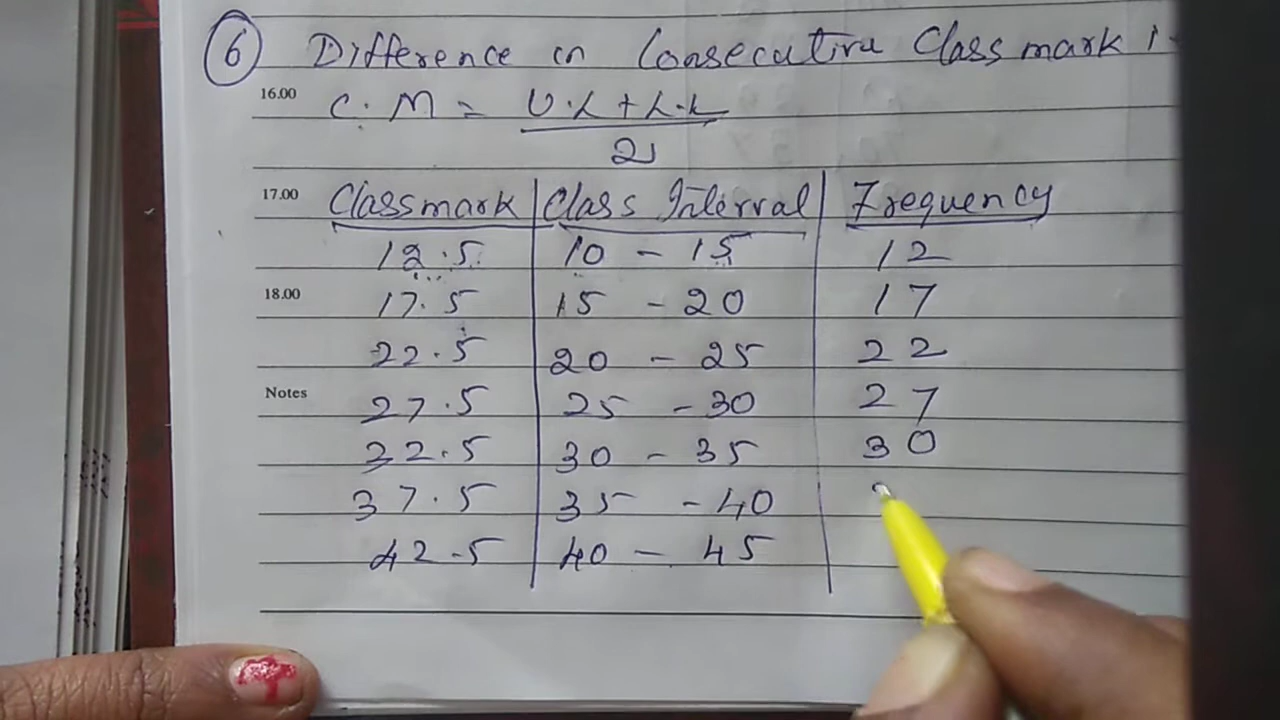 6 Difference in Consecutive Class mark
16.00 C.M = U.L + L.L
2
17.00 Classmark Class Interval Frequency
12.5 10 - 15 12
18.00 17.5 15 - 20 17
22.5 20 - 25 22
Notes 27.5 25 - 30 27
32.5 30 - 35 30
37.5 35 - 40
42.5 40 - 45